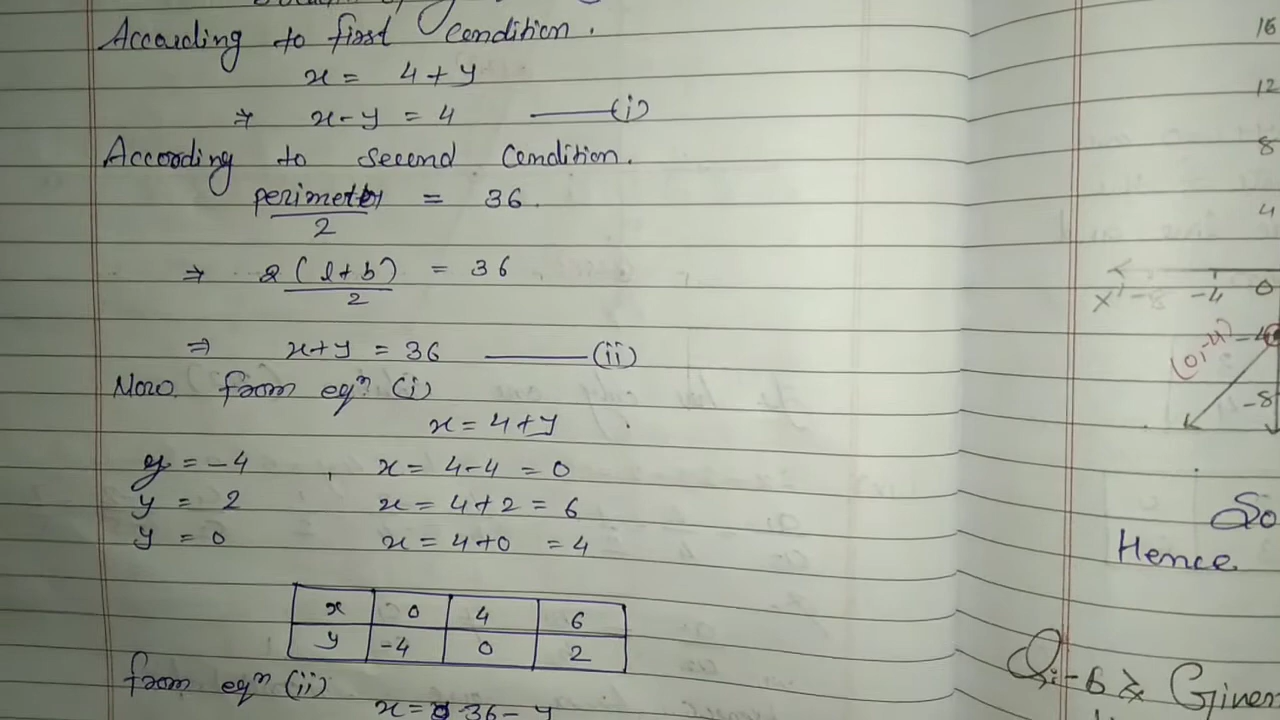 According to first condition.
x = 4 + y
⇒ x - y = 4 ——— (i)
According to second condition.
perimeter/2 = 36.
⇒ 2(l+b)/2 = 36
⇒ x+y = 36 ——— (ii)
Now from eqⁿ (i)
x = 4+y
y = -4 , x = 4-4 = 0
y = 2 x = 4+2 = 6
y = 0 x = 4+0 = 4
x 0 4 6
y -4 0 2
from eqⁿ (ii)
x = 36 - y
16
12
8
4
x' -8 -4 0
(0,-4) -4
-8
So
Hence
Q.-6 Given